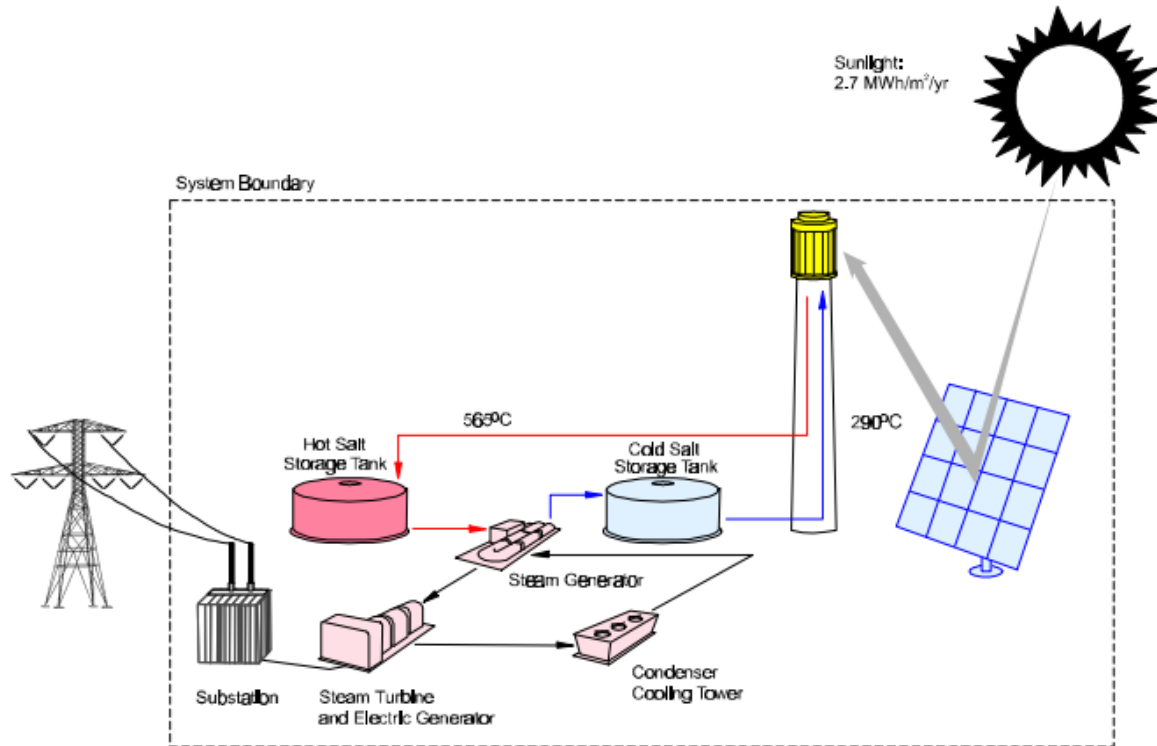 Sunlight:
2.7 MWh/m²/yr
System Boundary
565ºC
290ºC
Hot Salt
Storage Tank
Cold Salt
Storage Tank
Steam Generator
Substation
Steam Turbine
and Electric Generator
Condenser
Cooling Tower